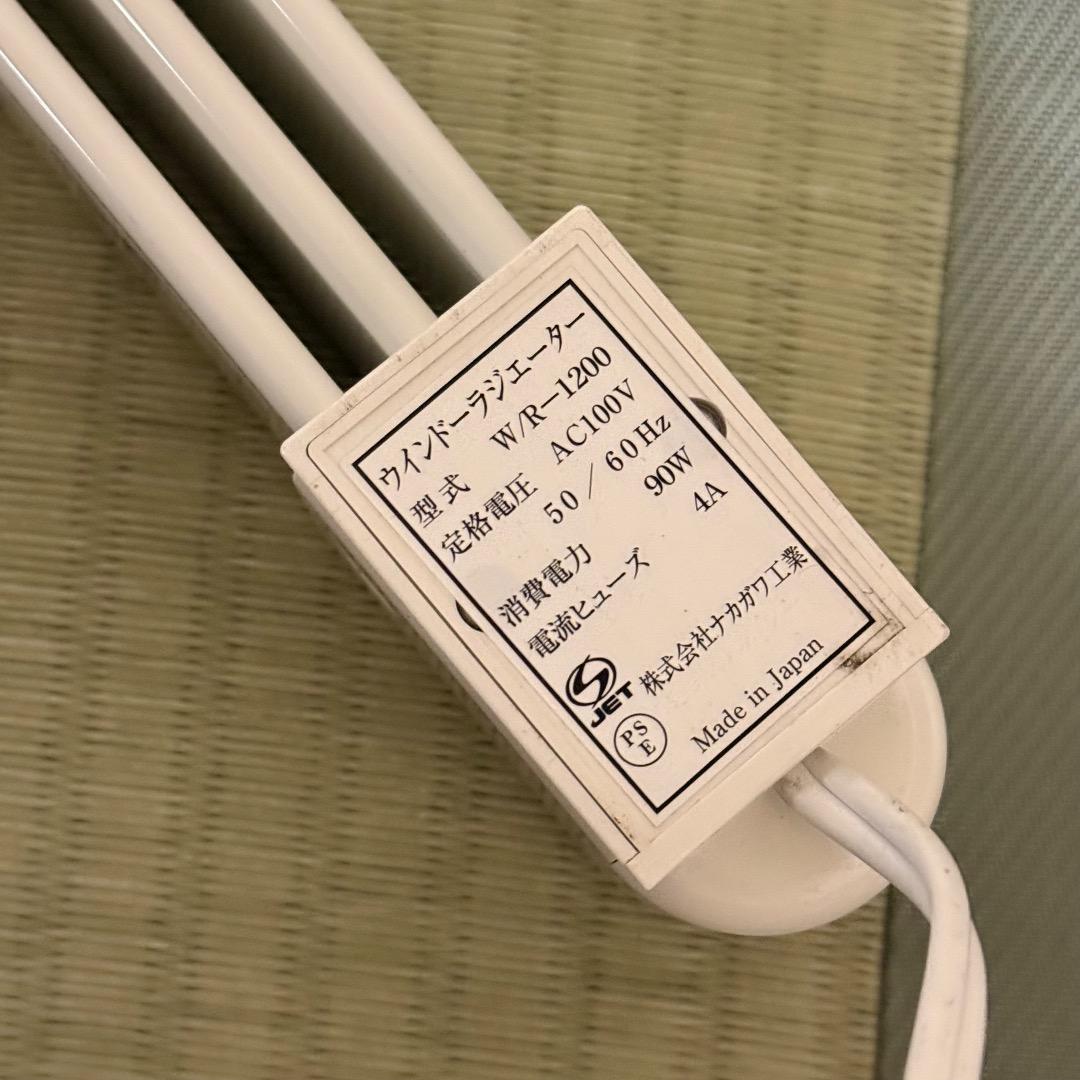 ウインドーラジエーター
型式 W/R-1200
定格電圧 AC100V
50/60Hz
消費電力 90W
電流ヒューズ 4A
株式会社ナカガワ工業
JET
PSE
Made in Japan